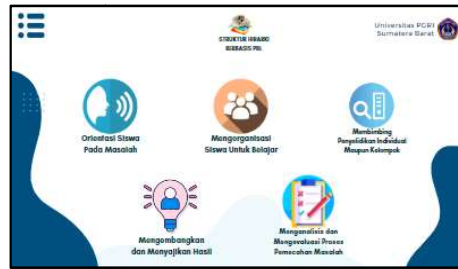 STRUKTUR HIRARKI
BERBASIS PBL
Universitas PGRI
Sumatera Barat
Orientasi Siswa
Pada Masalah
Mengorganisasi
Siswa Untuk Belajar
Membimbing
Penyelidikan Individual
Maupun Kelompok
Mengembangkan
dan Menyajikan Hasil
Menganalisis dan
Mengevaluasi Proses
Pemecahan Masalah